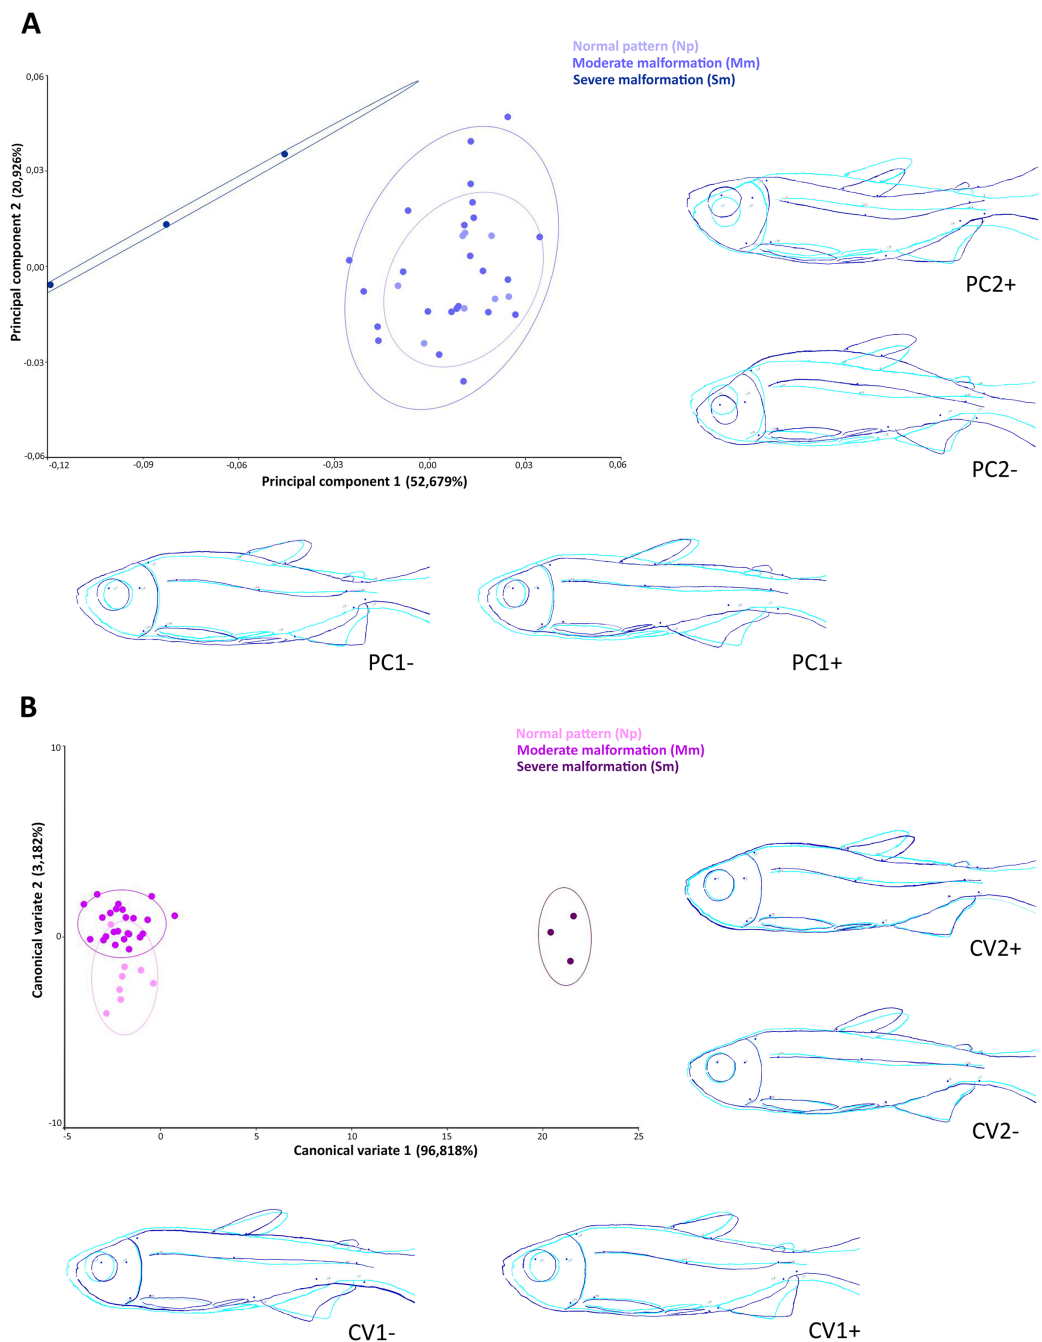 A
Normal pattern (Np)
Moderate malformation (Mm)
Severe malformation (Sm)
0,06
0,03
0,00
-0.03
-0,06
Principal component 2 (20,926%)
-0,12
-0,09
-0,06
-0,03
0,00
0,03
0,06
Principal component 1 (52,679%)
PC2+
PC2-
PC1-
PC1+
B
Normal pattern (Np)
Moderate malformation (Mm)
Severe malformation (Sm)
10
0
-10
Canonical variate 2 (3,182%)
-5
0
5
10
15
20
25
Canonical variate 1 (96,818%)
CV2+
CV2-
CV1-
CV1+